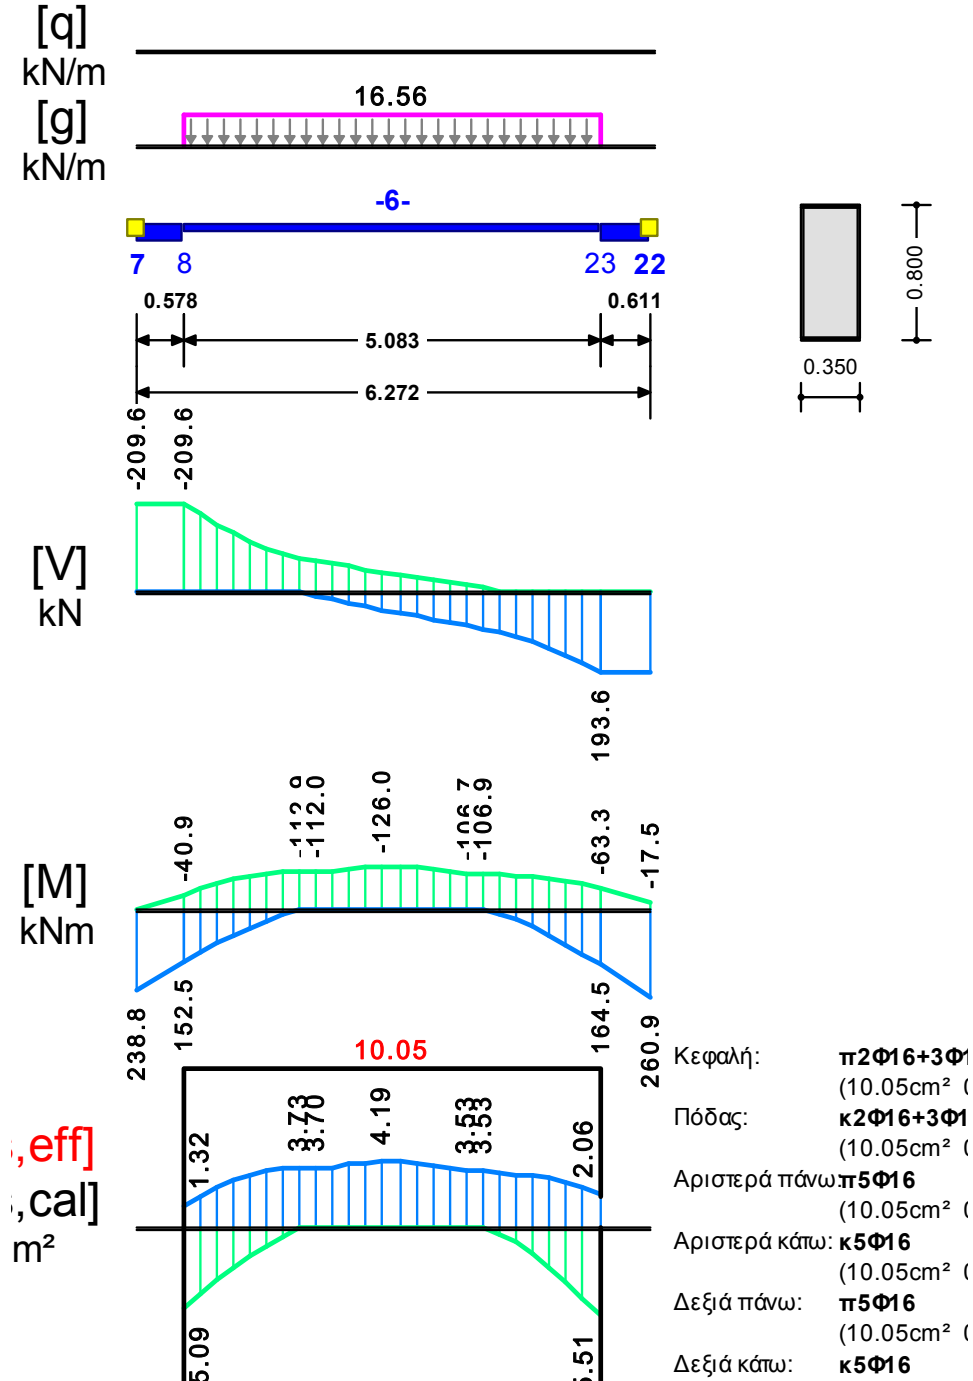 [q]
kN/m
16.56
[g]
kN/m
-6-
7 8 23 22
0.578 0.611
5.083
6.272
0.800
0.350
-209.6 -209.6
[V]
kN
193.6
-40.9 -112.0 -126.0 -106.7 -106.9 -63.3 -17.5
[M]
kNm
238.8 152.5 164.5 260.9
10.05
,eff]
,cal]
m²
1.32 3.73 3.70 4.19 3.53 3.53 2.06
5.09
Κεφαλή: π2Φ16+3Φ1
(10.05cm²
Πόδας: κ2Φ16+3Φ1
(10.05cm²
Αριστερά πάνω: π5Φ16
(10.05cm²
Αριστερά κάτω: κ5Φ16
(10.05cm²
Δεξιά πάνω: π5Φ16
(10.05cm²
Δεξιά κάτω: κ5Φ16